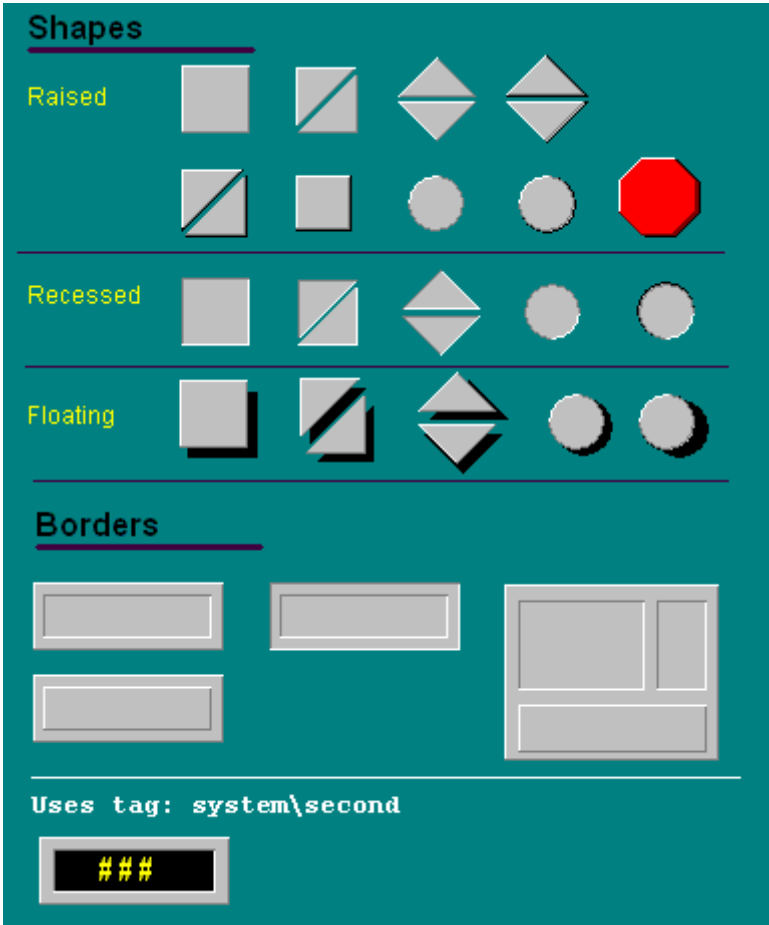 Shapes
Raised
Recessed
Floating
Borders
Uses tag: system\second
###